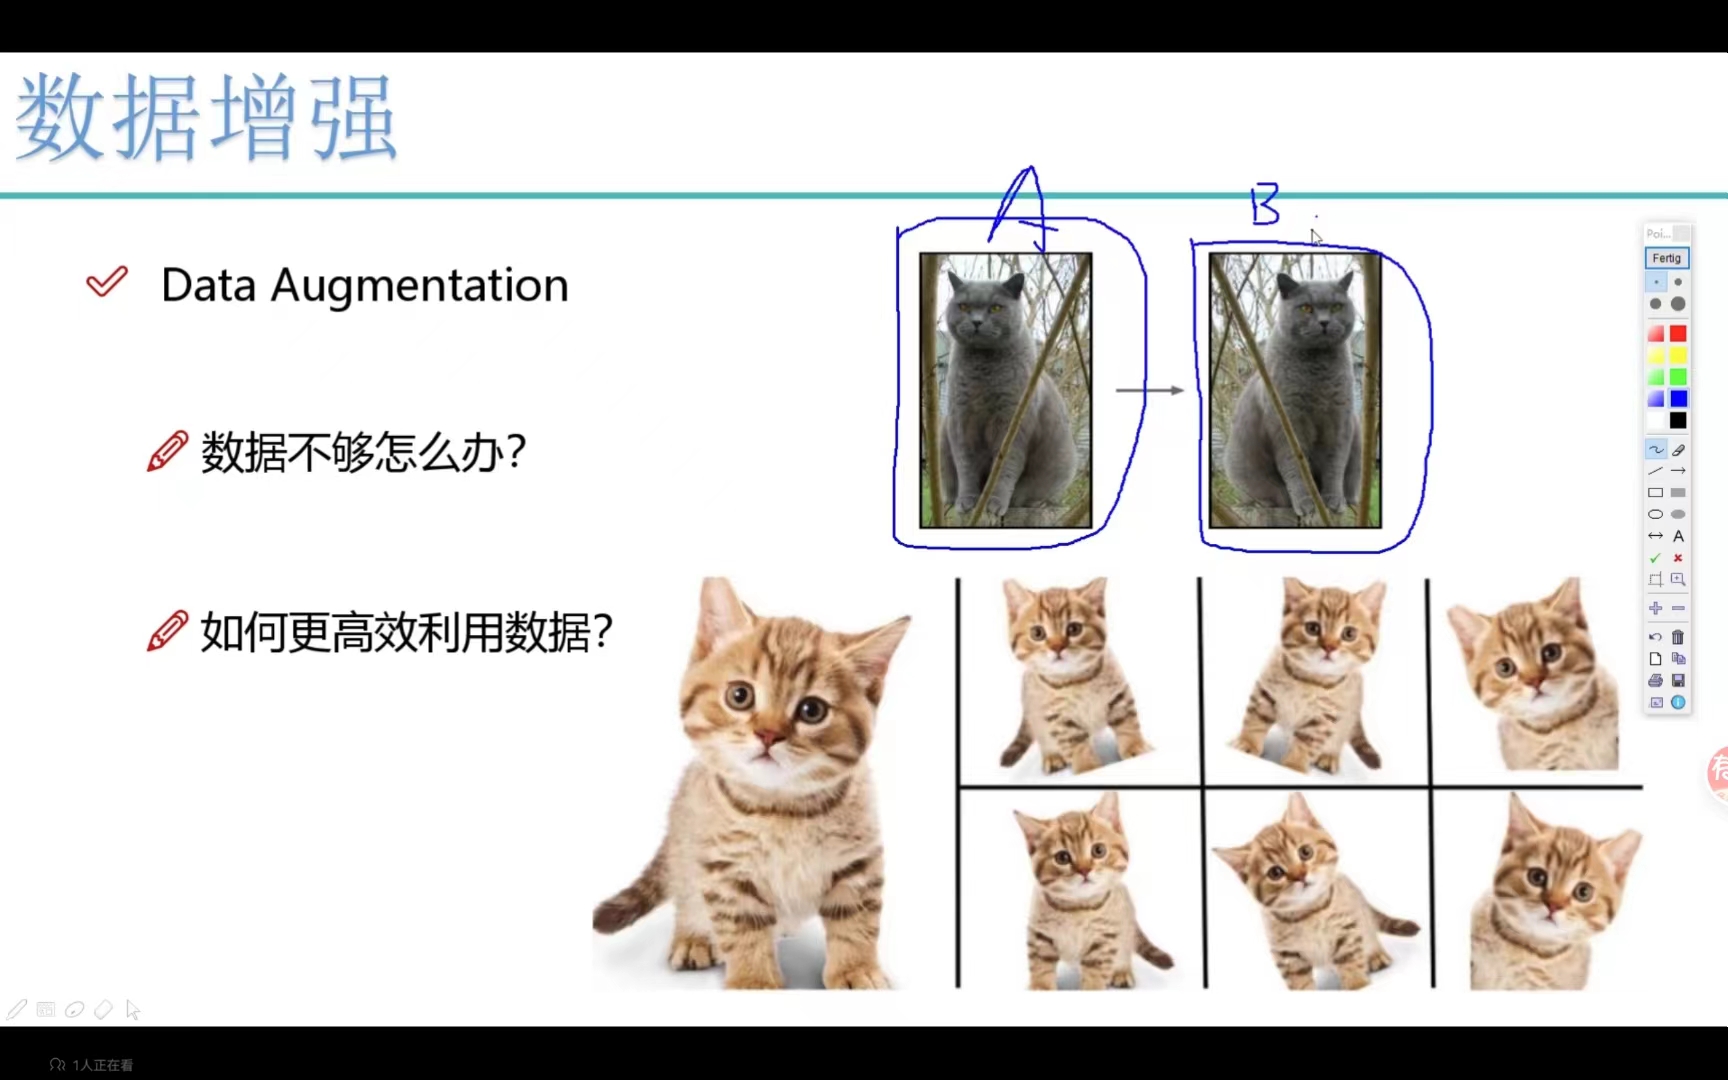 数据增强
A
B
Data Augmentation
数据不够怎么办?
如何更高效利用数据?
Poi...
Fertig
A
1人正在看